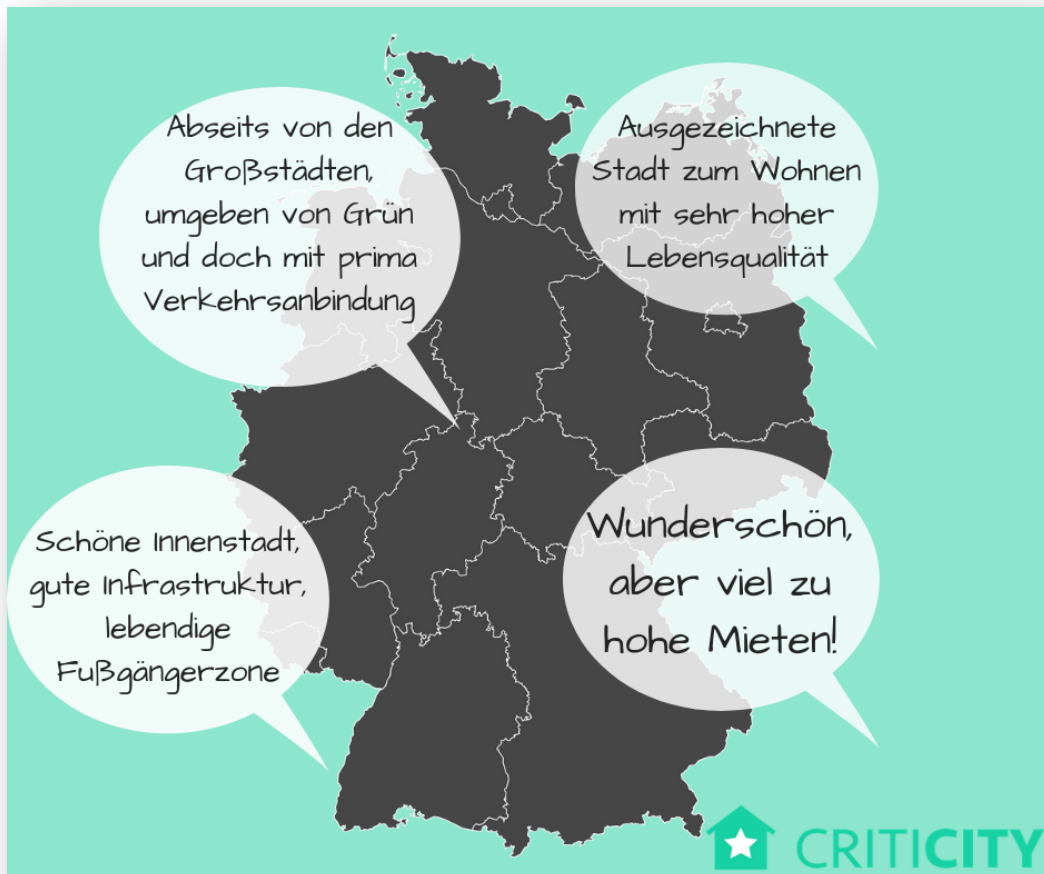 Abseits von den
Großstädten,
umgeben von Grün
und doch mit prima
Verkehrsanbindung
Ausgezeichnete
Stadt zum Wohnen
mit sehr hoher
Lebensqualität
Schöne Innenstadt,
gute Infrastruktur,
lebendige
Fußgängerzone
Wunderschön,
aber viel zu
hohe Mieten!
CRITICITY